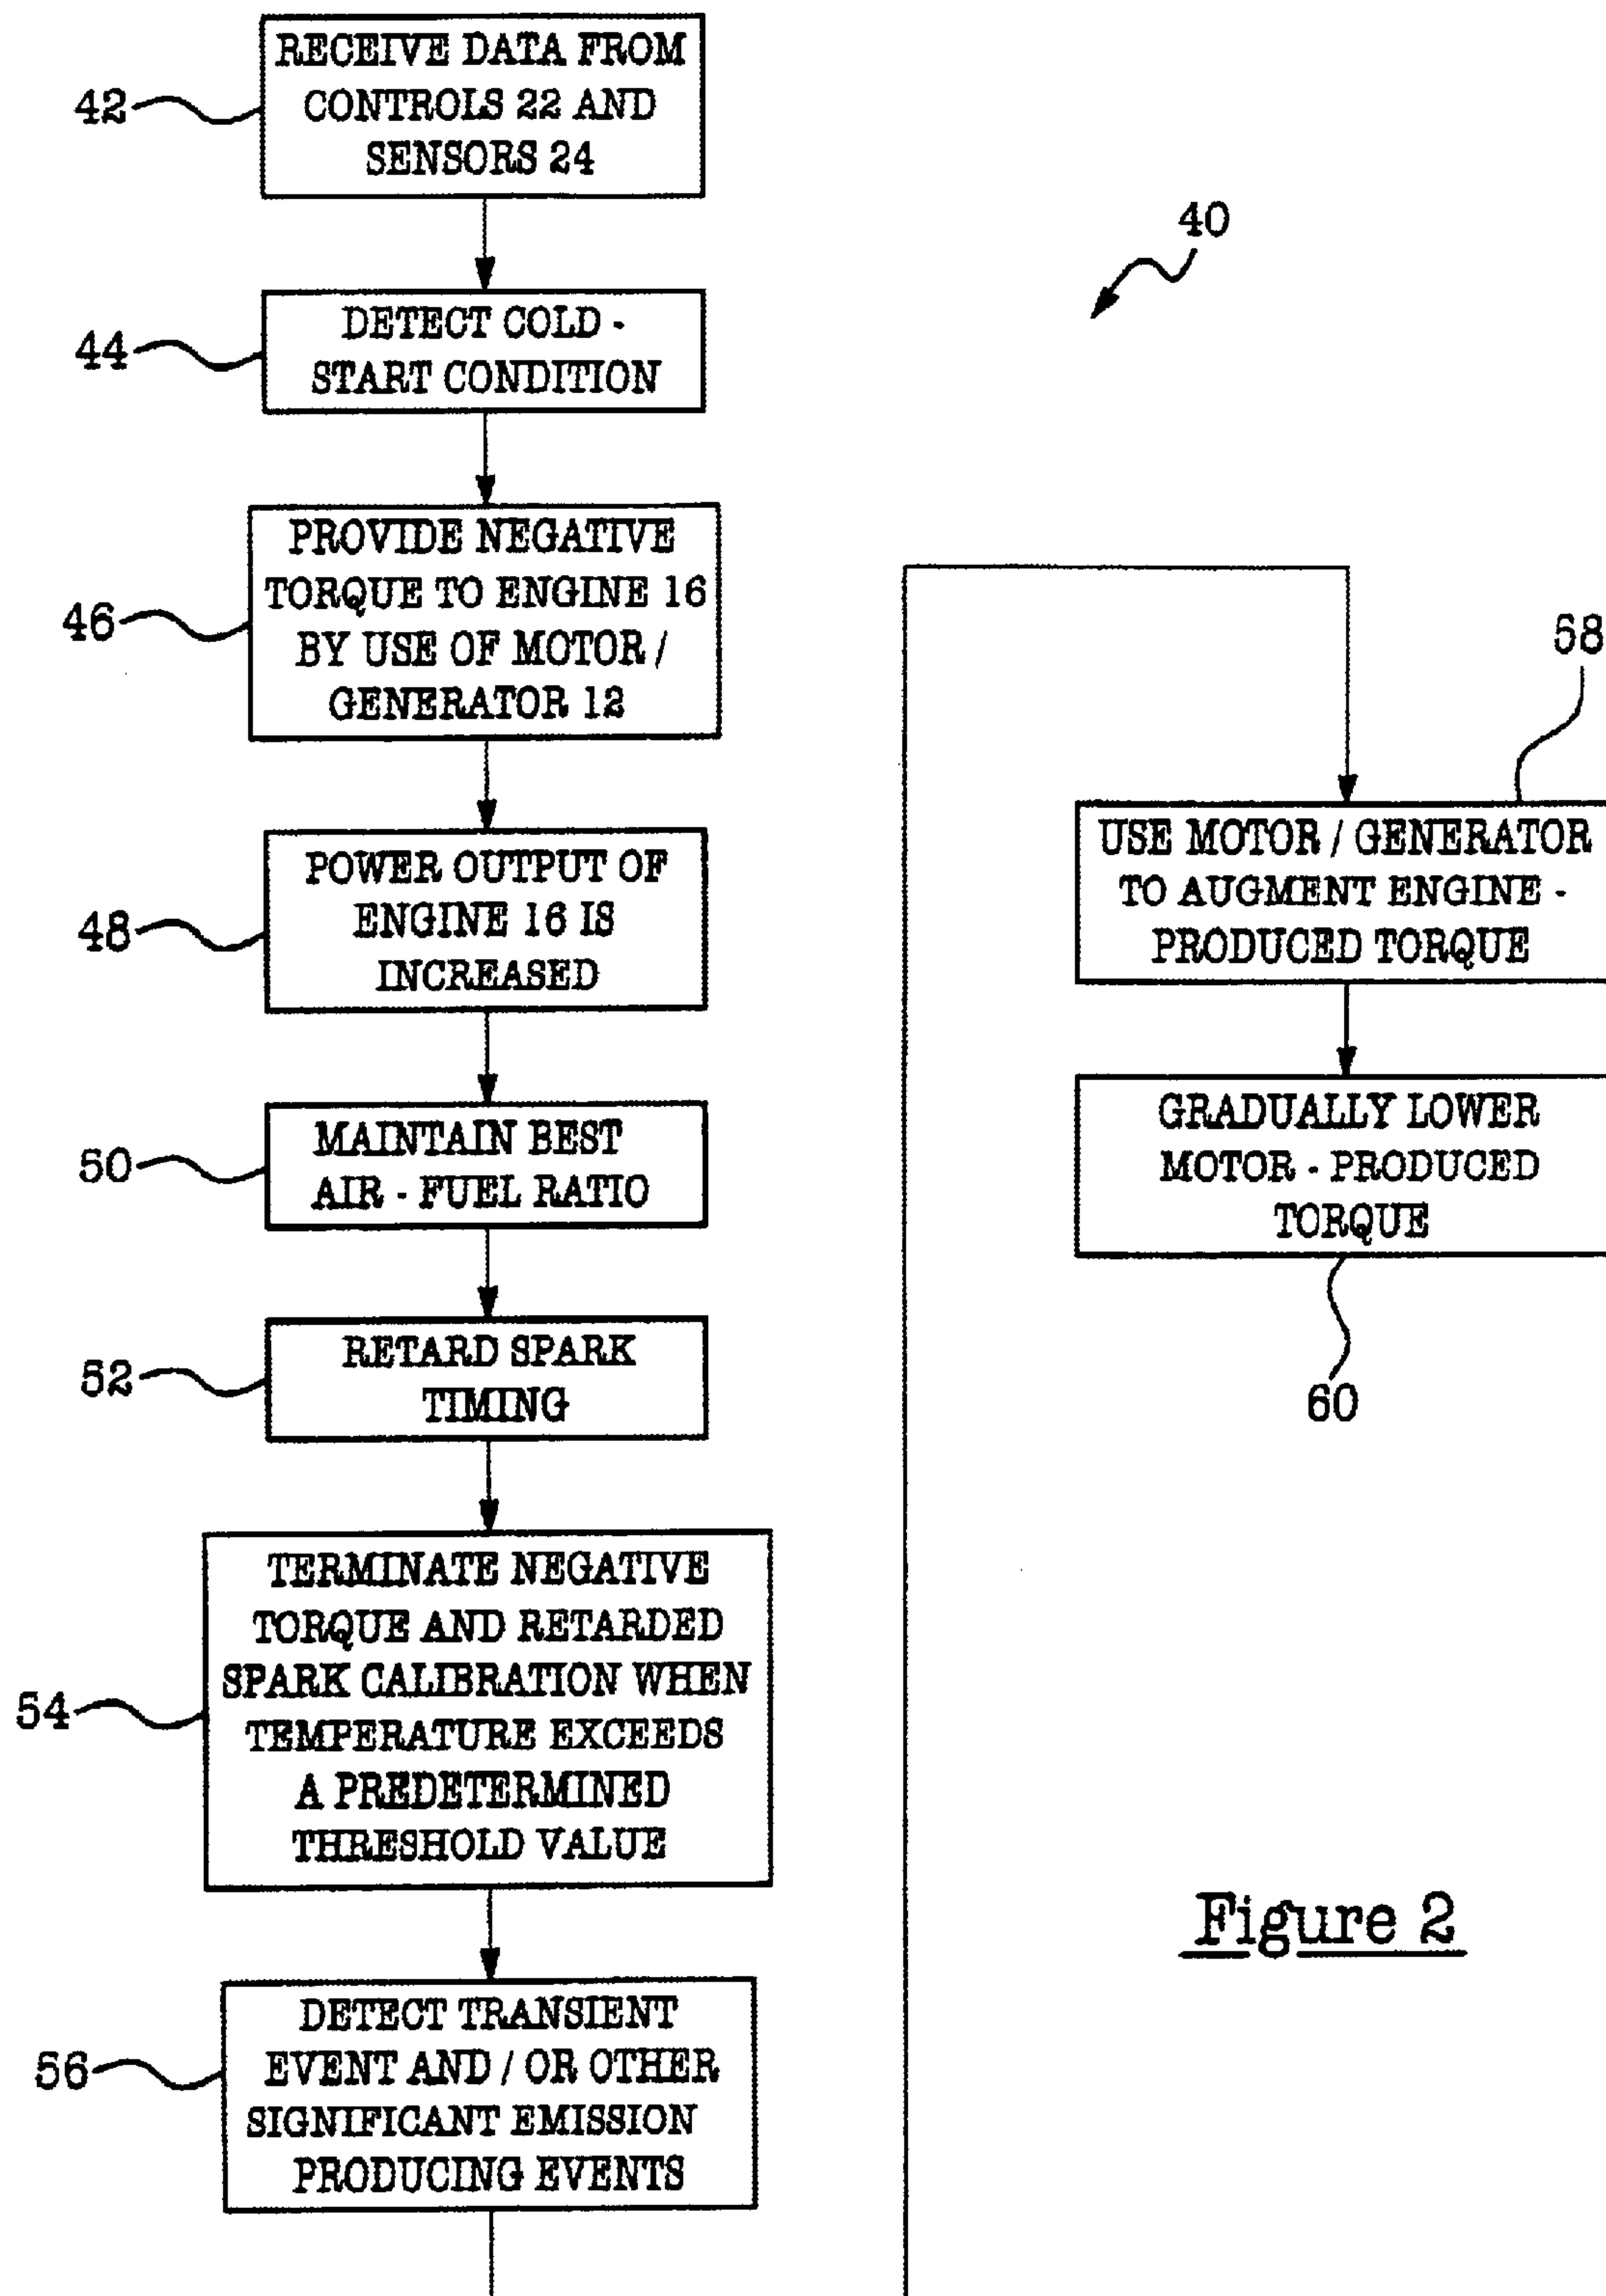 42
RECEIVE DATA FROM
CONTROLS 22 AND
SENSORS 24
40
44
DETECT COLD -
START CONDITION
46
PROVIDE NEGATIVE
TORQUE TO ENGINE 16
BY USE OF MOTOR /
GENERATOR 12
48
POWER OUTPUT OF
ENGINE 16 IS
INCREASED
50
MAINTAIN BEST
AIR - FUEL RATIO
52
RETARD SPARK
TIMING
54
TERMINATE NEGATIVE
TORQUE AND RETARDED
SPARK CALIBRATION WHEN
TEMPERATURE EXCEEDS
A PREDETERMINED
THRESHOLD VALUE
56
DETECT TRANSIENT
EVENT AND / OR OTHER
SIGNIFICANT EMISSION
PRODUCING EVENTS
58
USE MOTOR / GENERATOR
TO AUGMENT ENGINE -
PRODUCED TORQUE
GRADUALLY LOWER
MOTOR - PRODUCED
TORQUE
60
Figure 2